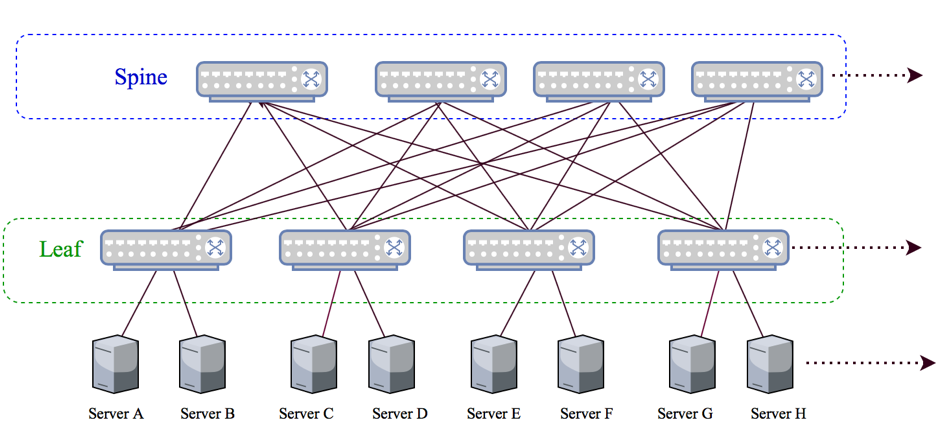 Spine
Leaf
Server A
Server B
Server C
Server D
Server E
Server F
Server G
Server H